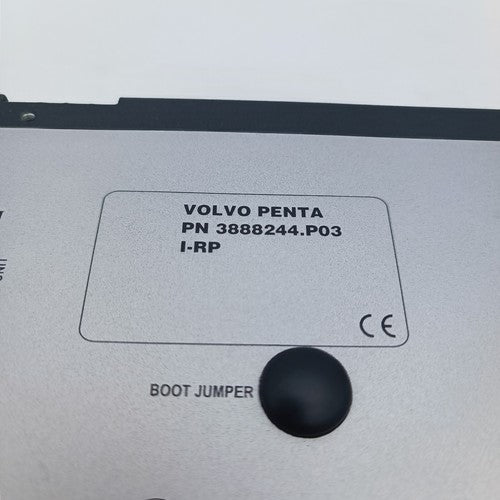 VOLVO PENTA
PN 3888244.P03
I-RP
CE
BOOT JUMPER